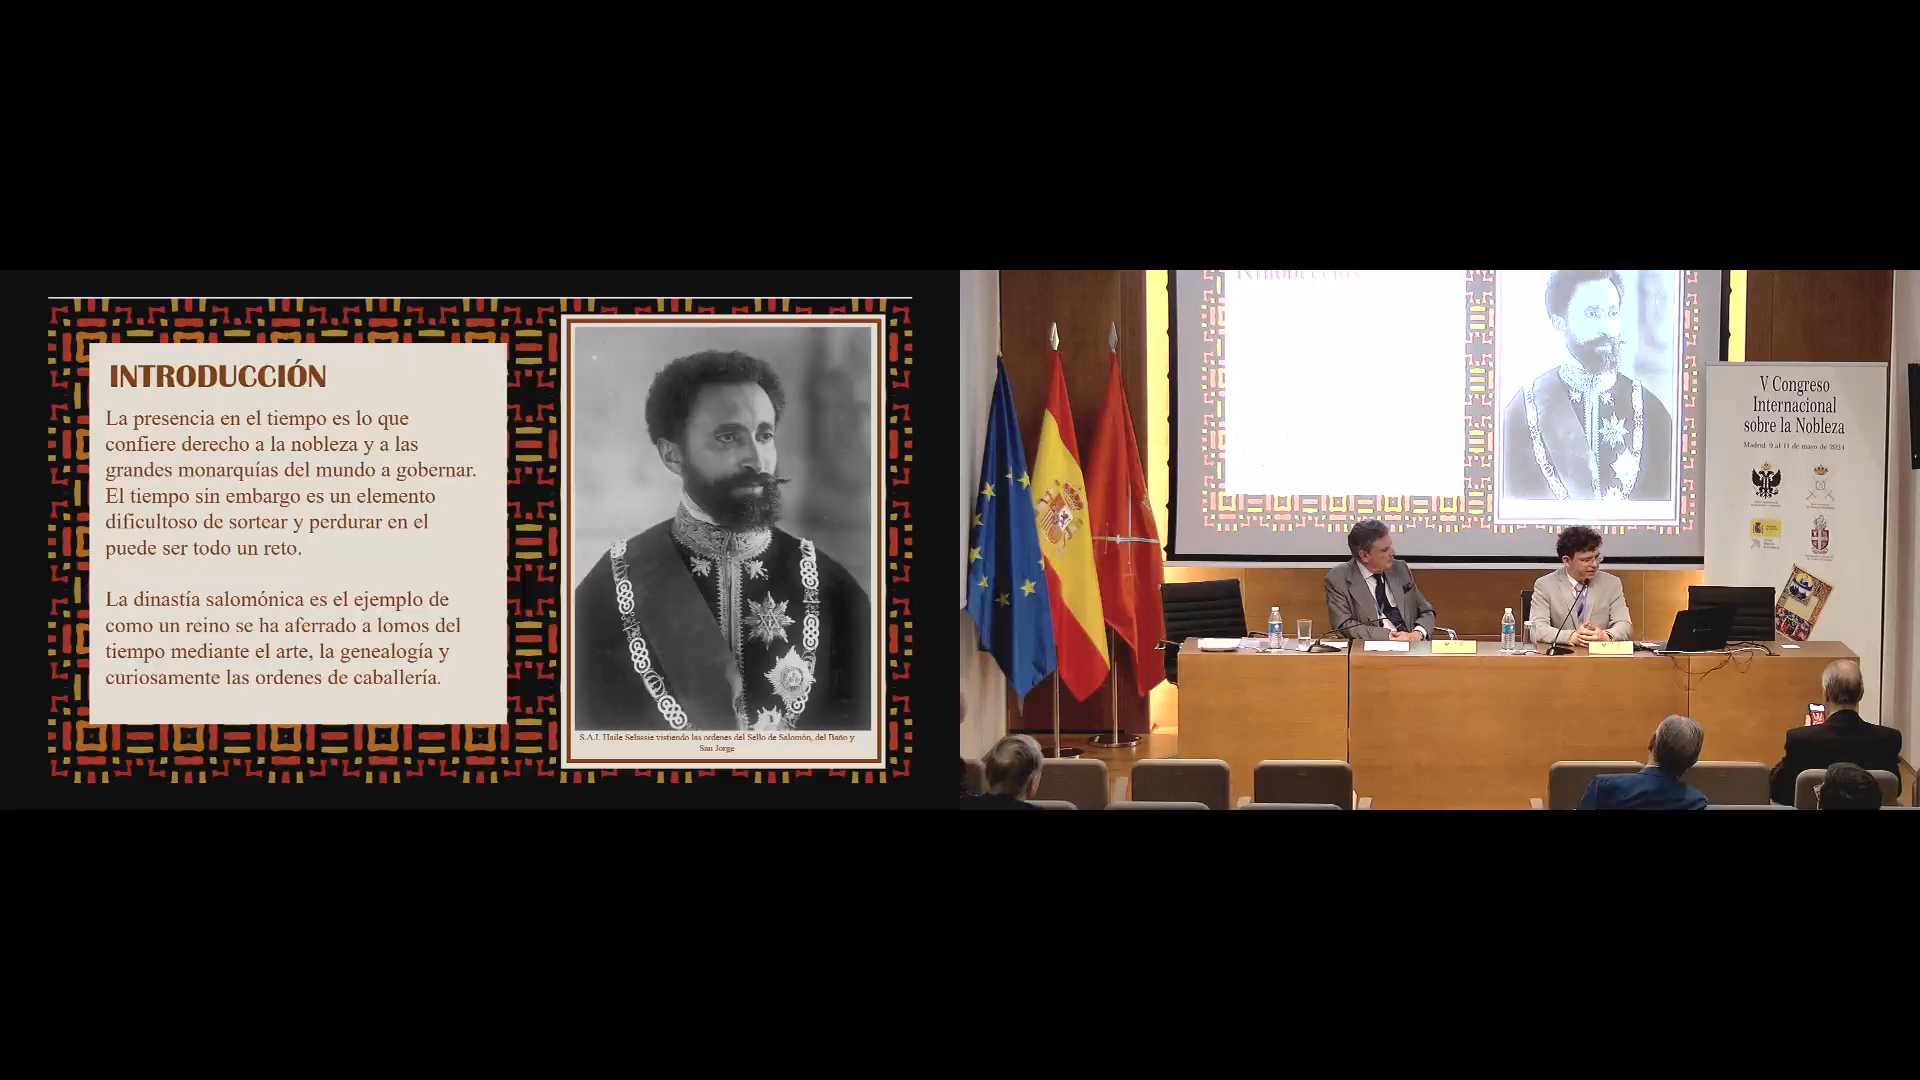 INTRODUCCIÓN
La presencia en el tiempo es lo que
confiere derecho a la nobleza y a las
grandes monarquías del mundo a gobernar.
El tiempo sin embargo es un elemento
dificultoso de sortear y perdurar en el
puede ser todo un reto.
La dinastía salomónica es el ejemplo de
como un reino se ha aferrado a lomos del
tiempo mediante el arte, la genealogía y
curiosamente las ordenes de caballería.
S.A.I. Haile Selassie vistiendo las ordenes del Sello de Salomón, del Baño y
San Jorge
V Congreso
Internacional
sobre la Nobleza
Madrid, 9 al 11 de mayo de 2024